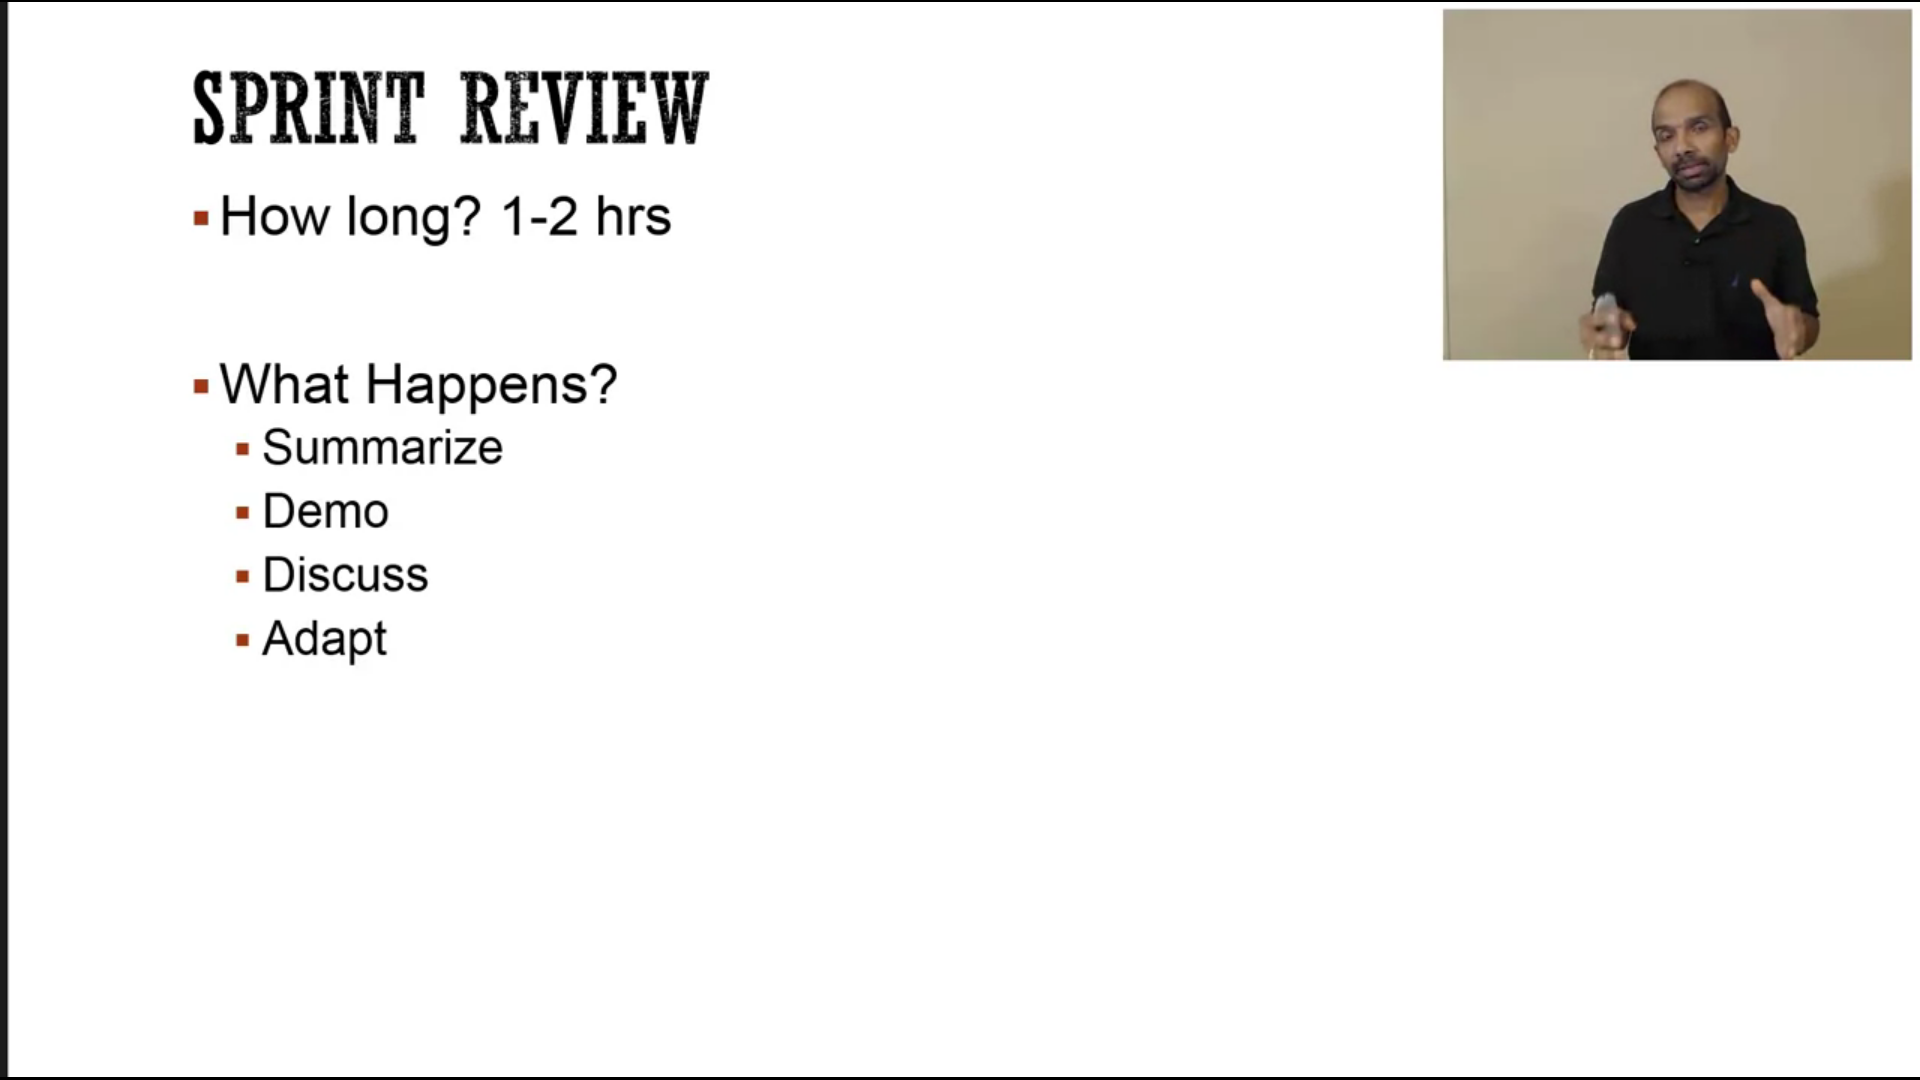 SPRINT REVIEW
How long? 1-2 hrs
What Happens?
Summarize
Demo
Discuss
Adapt